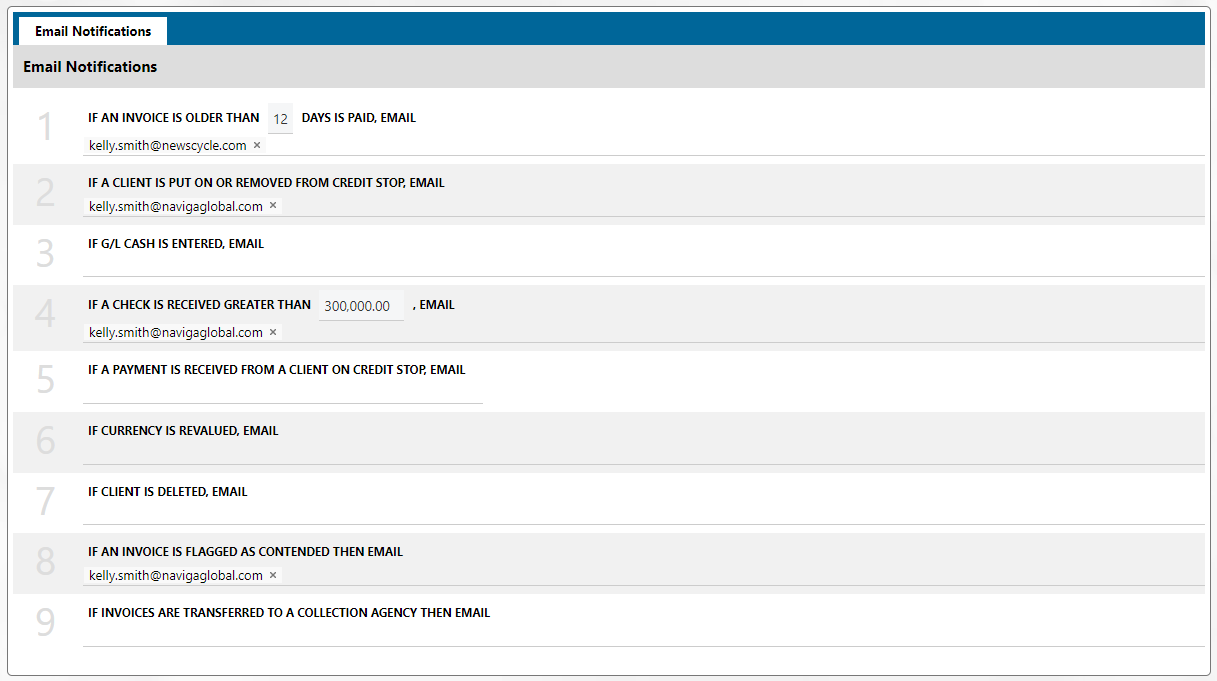 Email Notifications
Email Notifications
1
IF AN INVOICE IS OLDER THAN 12 DAYS IS PAID, EMAIL
kelly.smith@newscycle.com ×
2
IF A CLIENT IS PUT ON OR REMOVED FROM CREDIT STOP, EMAIL
kelly.smith@navigaglobal.com ×
3
IF G/L CASH IS ENTERED, EMAIL
4
IF A CHECK IS RECEIVED GREATER THAN 300,000.00 , EMAIL
kelly.smith@navigaglobal.com ×
5
IF A PAYMENT IS RECEIVED FROM A CLIENT ON CREDIT STOP, EMAIL
6
IF CURRENCY IS REVALUED, EMAIL
7
IF CLIENT IS DELETED, EMAIL
8
IF AN INVOICE IS FLAGGED AS CONTENDED THEN EMAIL
kelly.smith@navigaglobal.com ×
9
IF INVOICES ARE TRANSFERRED TO A COLLECTION AGENCY THEN EMAIL